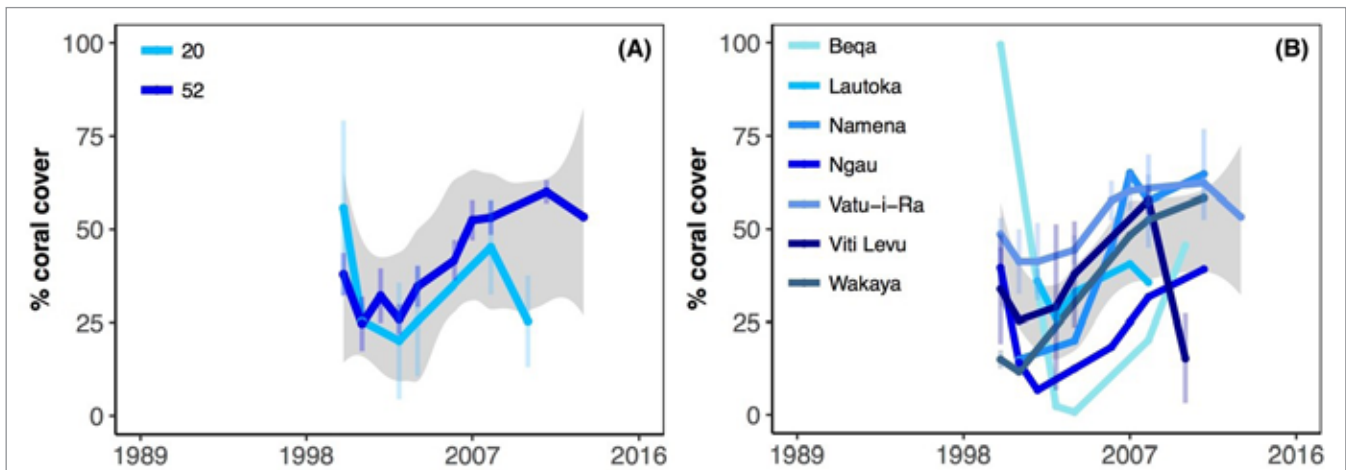 (A)
20
52
% coral cover
100
75
50
25
0
1989 1998 2007 2016
(B)
Beqa
Lautoka
Namena
Ngau
Vatu-i-Ra
Viti Levu
Wakaya
% coral cover
100
75
50
25
0
1989 1998 2007 2016